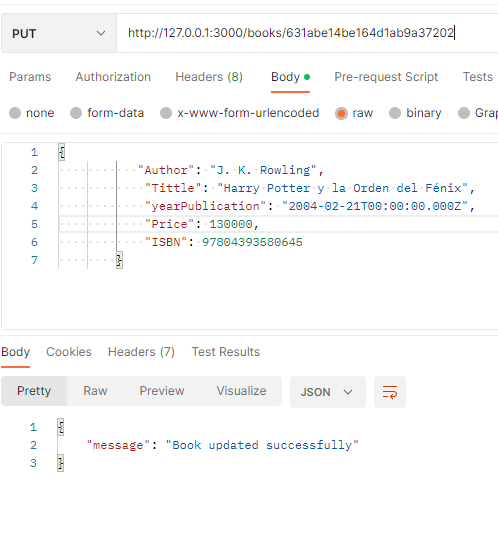 PUT http://127.0.0.1:3000/books/631abe14be164d1ab9a37202
Params Authorization Headers (8) Body Pre-request Script Tests
none form-data x-www-form-urlencoded raw binary Grap
1 {
2 "Author": "J. K. Rowling",
3 "Tittle": "Harry Potter y la Orden del Fénix",
4 "yearPublication": "2004-02-21T00:00:00.000Z",
5 "Price": 130000,
6 "ISBN": 97804393580645
7 }
Body Cookies Headers (7) Test Results
Pretty Raw Preview Visualize JSON
1 {
2 "message": "Book updated successfully"
3 }